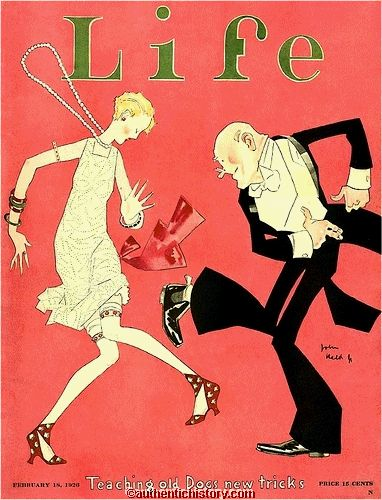 Life
John
Held Jr
FEBRUARY 18, 1926
Teaching old Dogs new tricks
PRICE 15 CENTS
N
©authentichistory.com